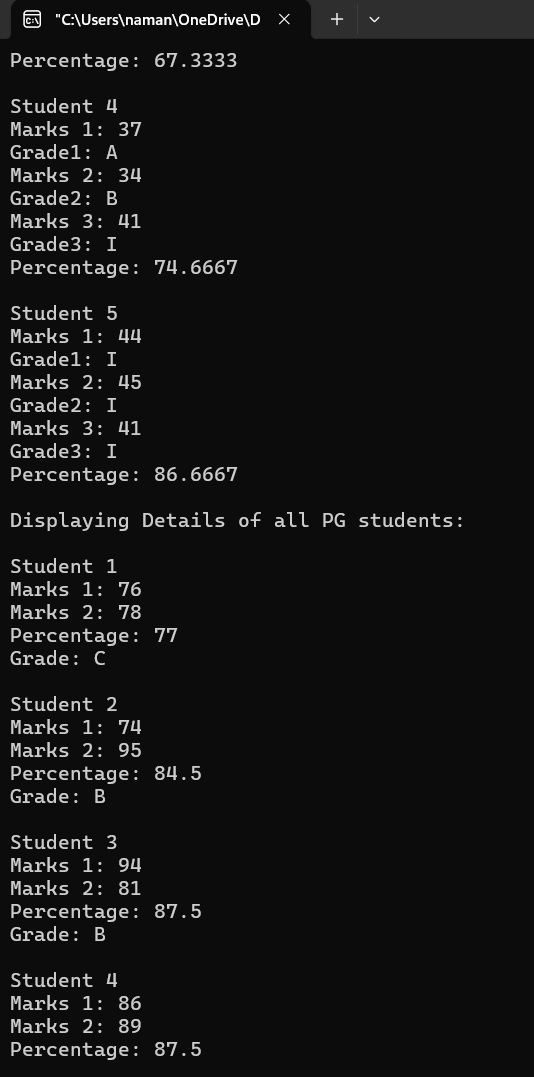 "C:\Users\naman\OneDrive\D
Percentage: 67.3333
Student 4
Marks 1: 37
Grade1: A
Marks 2: 34
Grade2: B
Marks 3: 41
Grade3: I
Percentage: 74.6667
Student 5
Marks 1: 44
Grade1: I
Marks 2: 45
Grade2: I
Marks 3: 41
Grade3: I
Percentage: 86.6667
Displaying Details of all PG students:
Student 1
Marks 1: 76
Marks 2: 78
Percentage: 77
Grade: C
Student 2
Marks 1: 74
Marks 2: 95
Percentage: 84.5
Grade: B
Student 3
Marks 1: 94
Marks 2: 81
Percentage: 87.5
Grade: B
Student 4
Marks 1: 86
Marks 2: 89
Percentage: 87.5